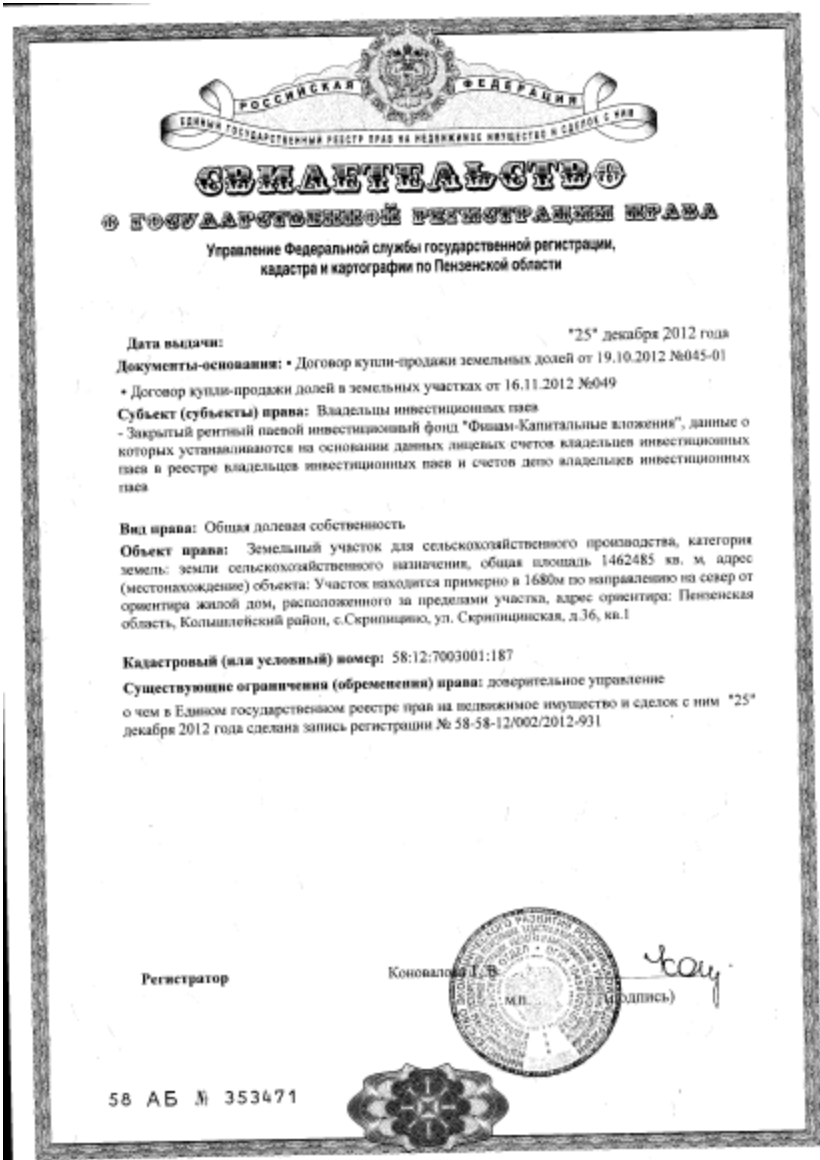 РОССИЙСКАЯ ФЕДЕРАЦИЯ
ЕДИНЫЙ ГОСУДАРСТВЕННЫЙ РЕЕСТР ПРАВ НА НЕДВИЖИМОЕ ИМУЩЕСТВО И СДЕЛОК С НИМ
СВИДЕТЕЛЬСТВО
О ГОСУДАРСТВЕННОЙ РЕГИСТРАЦИИ ПРАВА
Управление Федеральной службы государственной регистрации,
кадастра и картографии по Пензенской области
Дата выдачи: "25" декабря 2012 года
Документы-основания: • Договор купли-продажи земельных долей от 19.10.2012 №045-01
• Договор купли-продажи долей в земельных участках от 16.11.2012 №049
Субъект (субъекты) права: Владельцы инвестиционных паев
- Закрытый рентный паевой инвестиционный фонд "Финам-Капитальные вложения", данные о
которых устанавливаются на основании данных лицевых счетов владельцев инвестиционных
паев в реестре владельцев инвестиционных паев и счетов депо владельцев инвестиционных
паев
Вид права: Общая долевая собственность
Объект права: Земельный участок для сельскохозяйственного производства, категория
земель: земли сельскохозяйственного назначения, общая площадь 1462485 кв. м, адрес
(местонахождение) объекта: Участок находится примерно в 1680м по направлению на север от
ориентира жилой дом, расположенного за пределами участка, адрес ориентира: Пензенская
область, Колышлейский район, с.Скрипицино, ул. Скрипицинская, д.36, кв.1
Кадастровый (или условный) номер: 58:12:7003001:187
Существующие ограничения (обременения) права: доверительное управление
о чем в Едином государственном реестре прав на недвижимое имущество и сделок с ним "25"
декабря 2012 года сделана запись регистрации № 58-58-12/002/2012-931
Регистратор Коновалова Т. В.
м.п. (подпись)
58 АБ № 353471